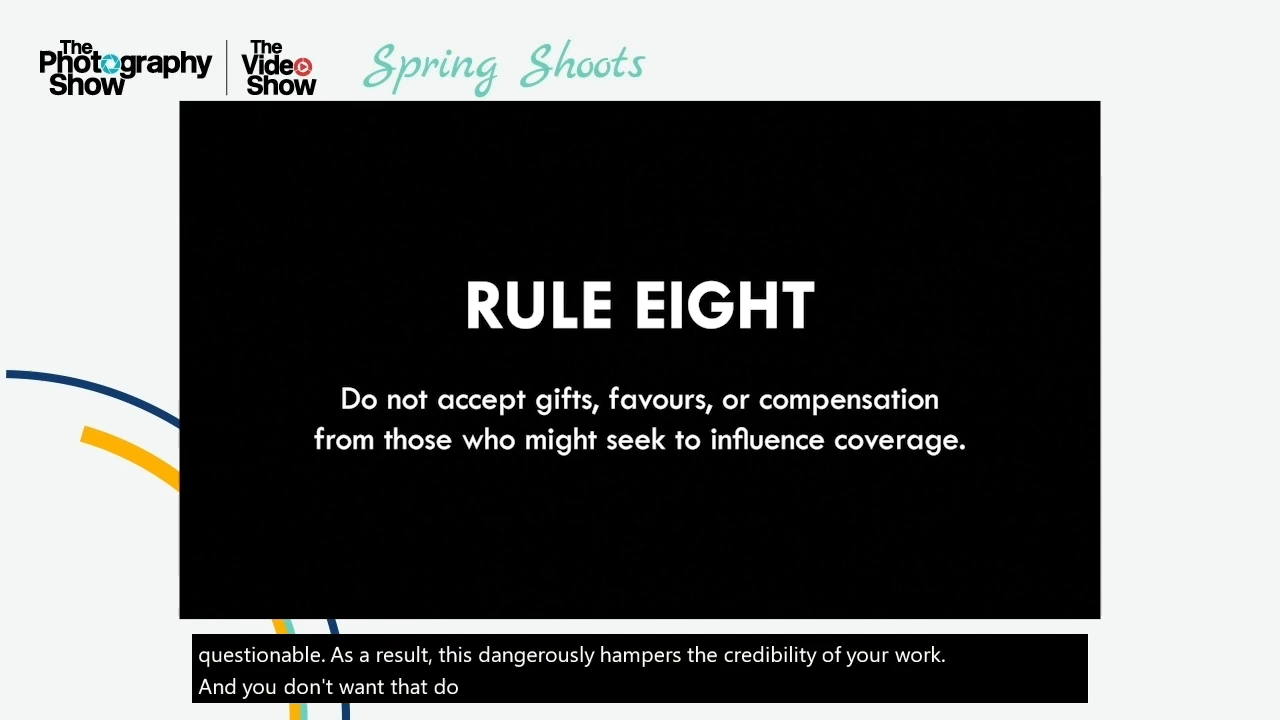 The Photography Show
The Video Show
Spring Shoots
RULE EIGHT
Do not accept gifts, favours, or compensation
from those who might seek to influence coverage.
questionable. As a result, this dangerously hampers the credibility of your work.
And you don't want that do